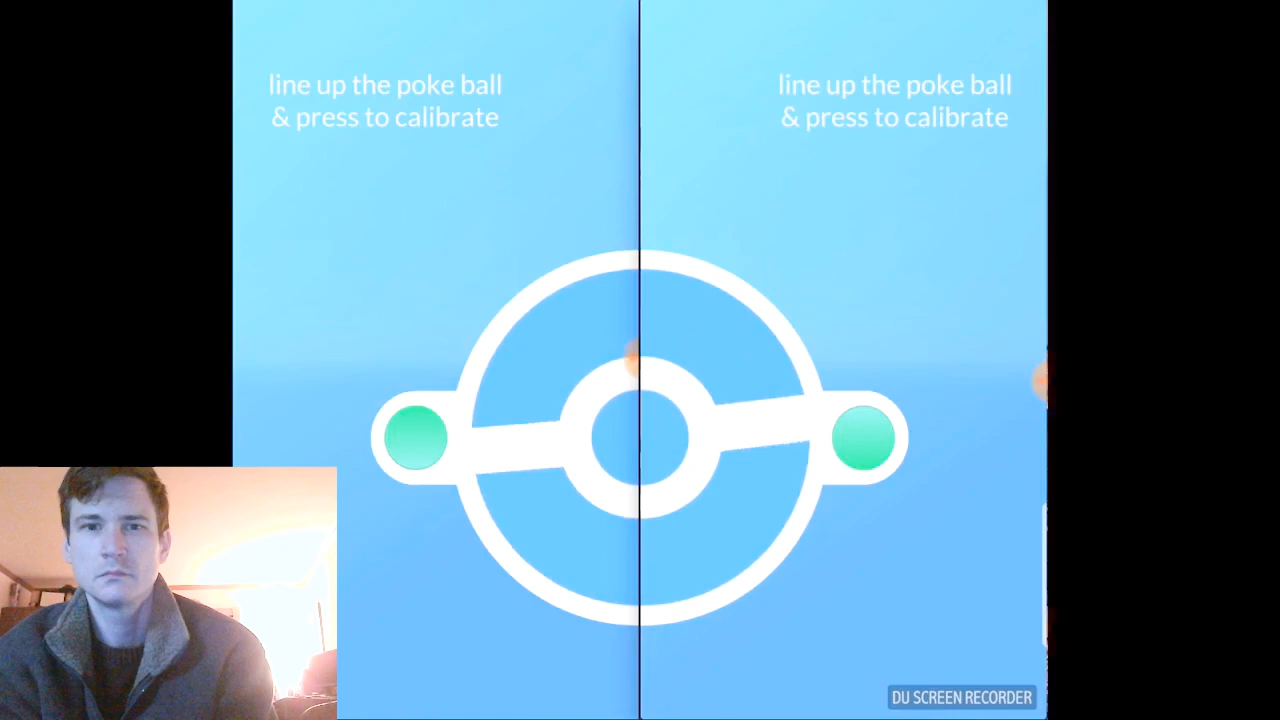 line up the poke ball
& press to calibrate
line up the poke ball
& press to calibrate
DU SCREEN RECORDER